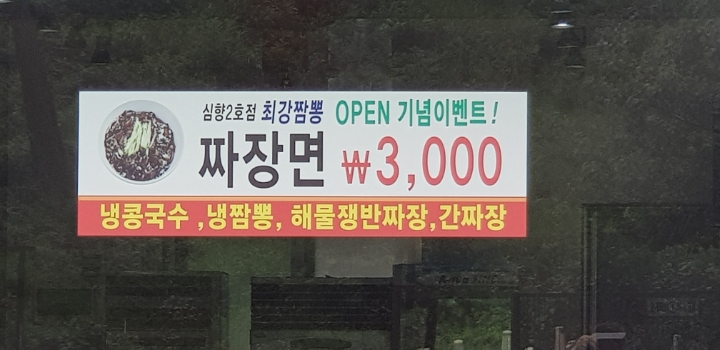 심향2호점 최강짬뽕 OPEN 기념이벤트!
짜장면 ₩3,000
냉콩국수 ,냉짬뽕, 해물쟁반짜장,간짜장